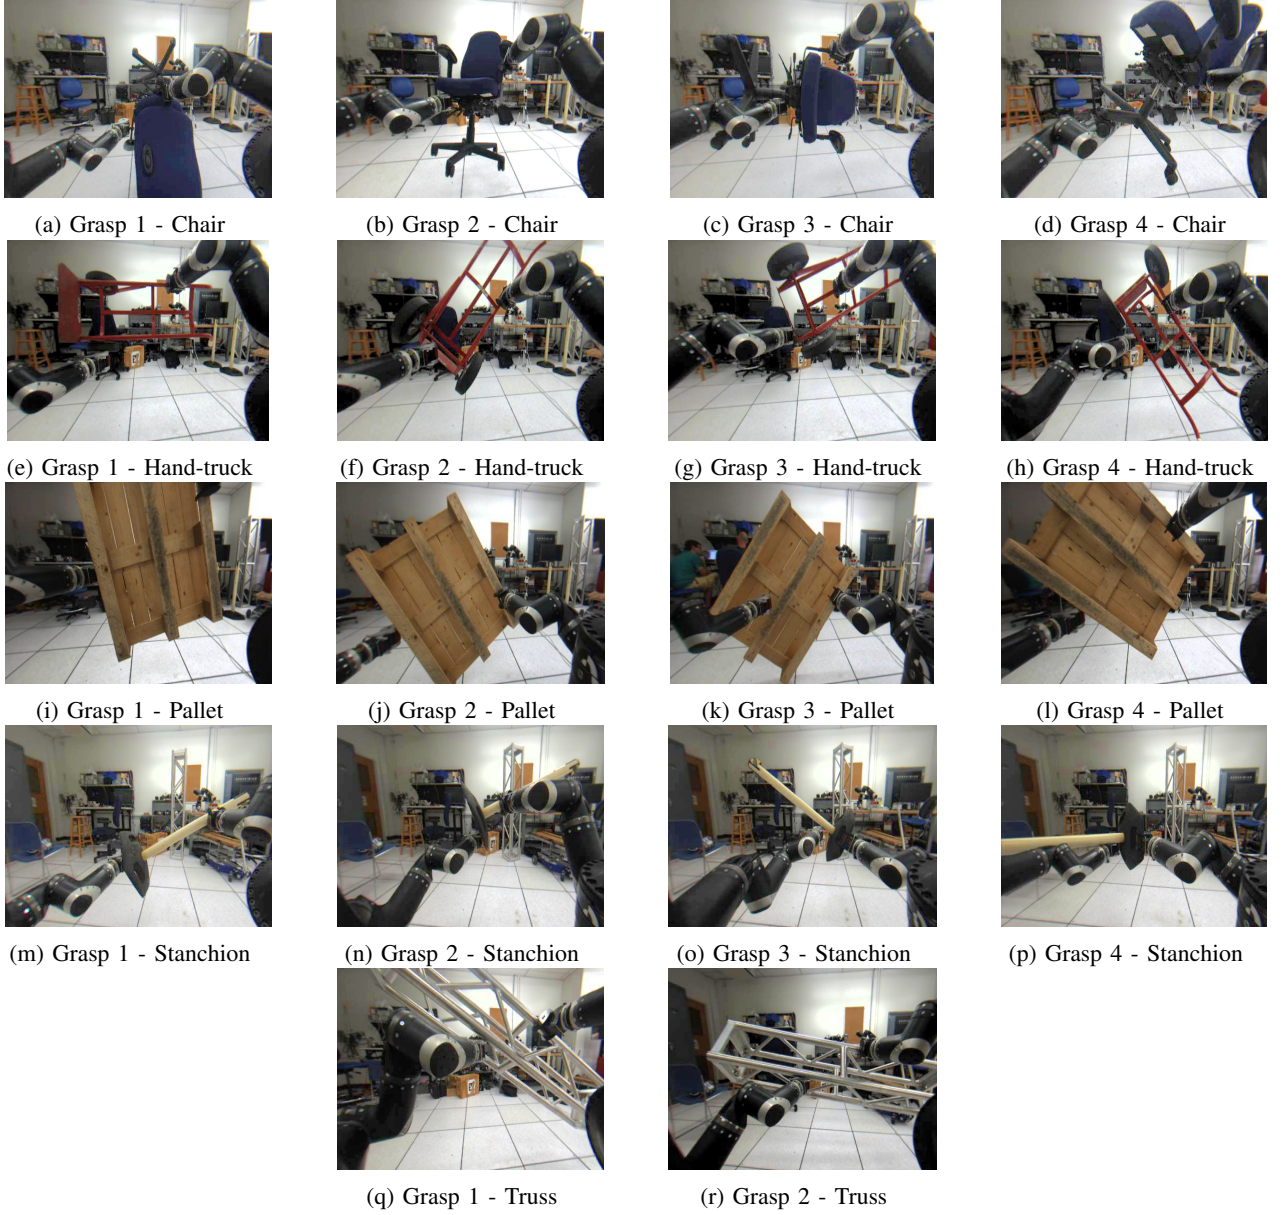 (a) Grasp 1 - Chair
(b) Grasp 2 - Chair
(c) Grasp 3 - Chair
(d) Grasp 4 - Chair
(e) Grasp 1 - Hand-truck
(f) Grasp 2 - Hand-truck
(g) Grasp 3 - Hand-truck
(h) Grasp 4 - Hand-truck
(i) Grasp 1 - Pallet
(j) Grasp 2 - Pallet
(k) Grasp 3 - Pallet
(l) Grasp 4 - Pallet
(m) Grasp 1 - Stanchion
(n) Grasp 2 - Stanchion
(o) Grasp 3 - Stanchion
(p) Grasp 4 - Stanchion
(q) Grasp 1 - Truss
(r) Grasp 2 - Truss